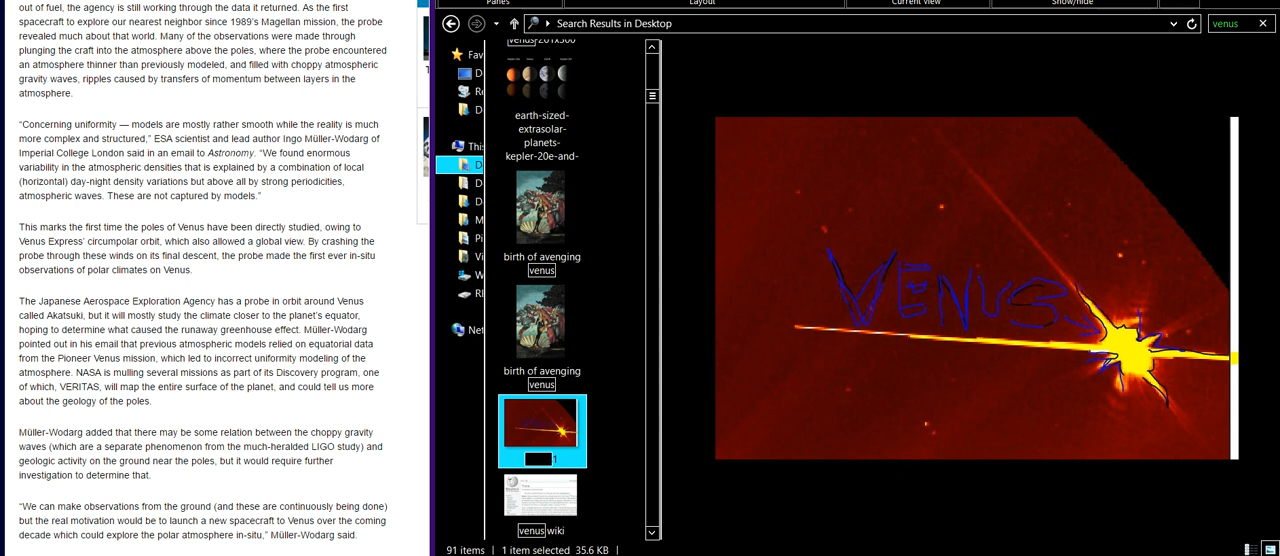 out of fuel, the agency is still working through the data it returned. As the first
spacecraft to explore our nearest neighbor since 1989's Magellan mission, the probe
revealed much about that world. Many of the observations were made through
plunging the craft into the atmosphere above the poles, where the probe encountered
an atmosphere thinner than previously modeled, and filled with choppy atmospheric
gravity waves, ripples caused by transfers of momentum between layers in the
atmosphere.
“Concerning uniformity — models are mostly rather smooth while the reality is much
more complex and structured,” ESA scientist and lead author Ingo Müller-Wodarg of
Imperial College London said in an email to Astronomy. “We found enormous
variability in the atmospheric densities that is explained by a combination of local
(horizontal) day-night density variations but above all by strong periodicities,
atmospheric waves. These are not captured by models.”
This marks the first time the poles of Venus have been directly studied, owing to
Venus Express' circumpolar orbit, which also allowed a global view. By crashing the
probe through these winds on its final descent, the probe made the first ever in-situ
observations of polar climates on Venus.
The Japanese Aerospace Exploration Agency has a probe in orbit around Venus
called Akatsuki, but it will mostly study the climate closer to the planet's equator,
hoping to determine what caused the runaway greenhouse effect. Müller-Wodarg
pointed out in his email that previous atmospheric models relied on equatorial data
from the Pioneer Venus mission, which led to incorrect uniformity modeling of the
atmosphere. NASA is mulling several missions as part of its Discovery program, one
of which, VERITAS, will map the entire surface of the planet, and could tell us more
about the geology of the poles.
Müller-Wodarg added that there may be some relation between the choppy gravity
waves (which are a separate phenomenon from the much-heralded LIGO study) and
geologic activity on the ground near the poles, but it would require further
investigation to determine that.
“We can make observations from the ground (and these are continuously being done)
but the real motivation would be to launch a new spacecraft to Venus over the coming
decade which could explore the polar atmosphere in-situ,” Müller-Wodarg said.
Panes
Layout
Current view
Show/hide
Search Results in Desktop
venus
Fav
D
Re
D
This
D
D
D
M
Pi
Vi
W
RI
Net
earth-sized-
extrasolar-
planets-
kepler-20e-and-
birth of avenging
venus
birth of avenging
venus
1
venus wiki
VENUS
91 items
1 item selected 35.6 KB